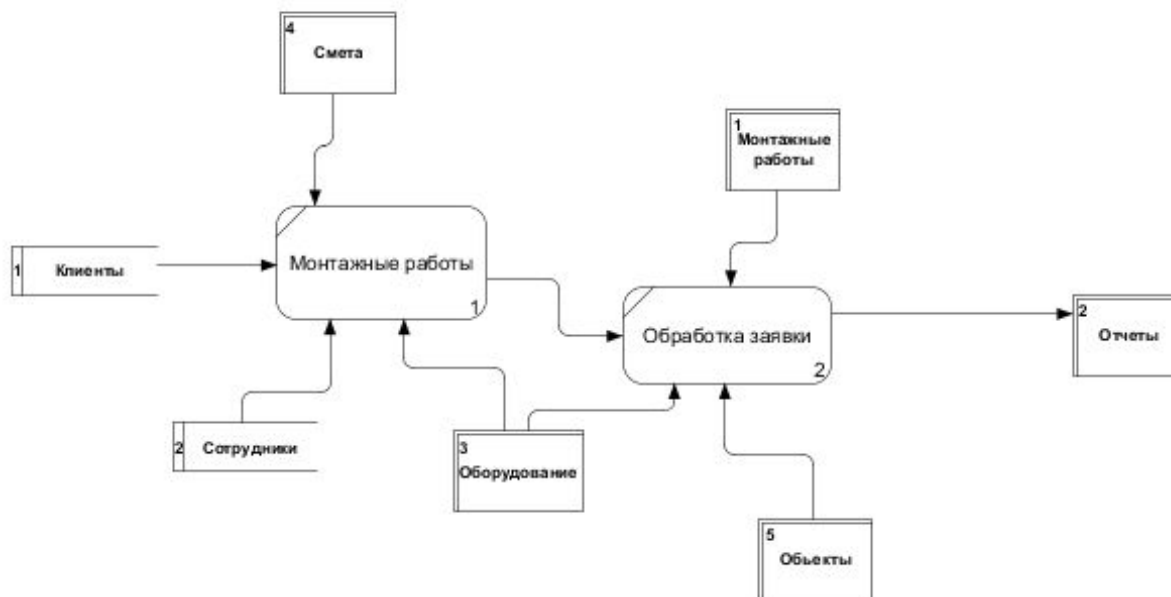 4
Смета
1
Монтажные
работы
1
Клиенты
Монтажные работы
1
Обработка заявки
2
2
Отчеты
2
Сотрудники
3
Оборудование
5
Обьекты